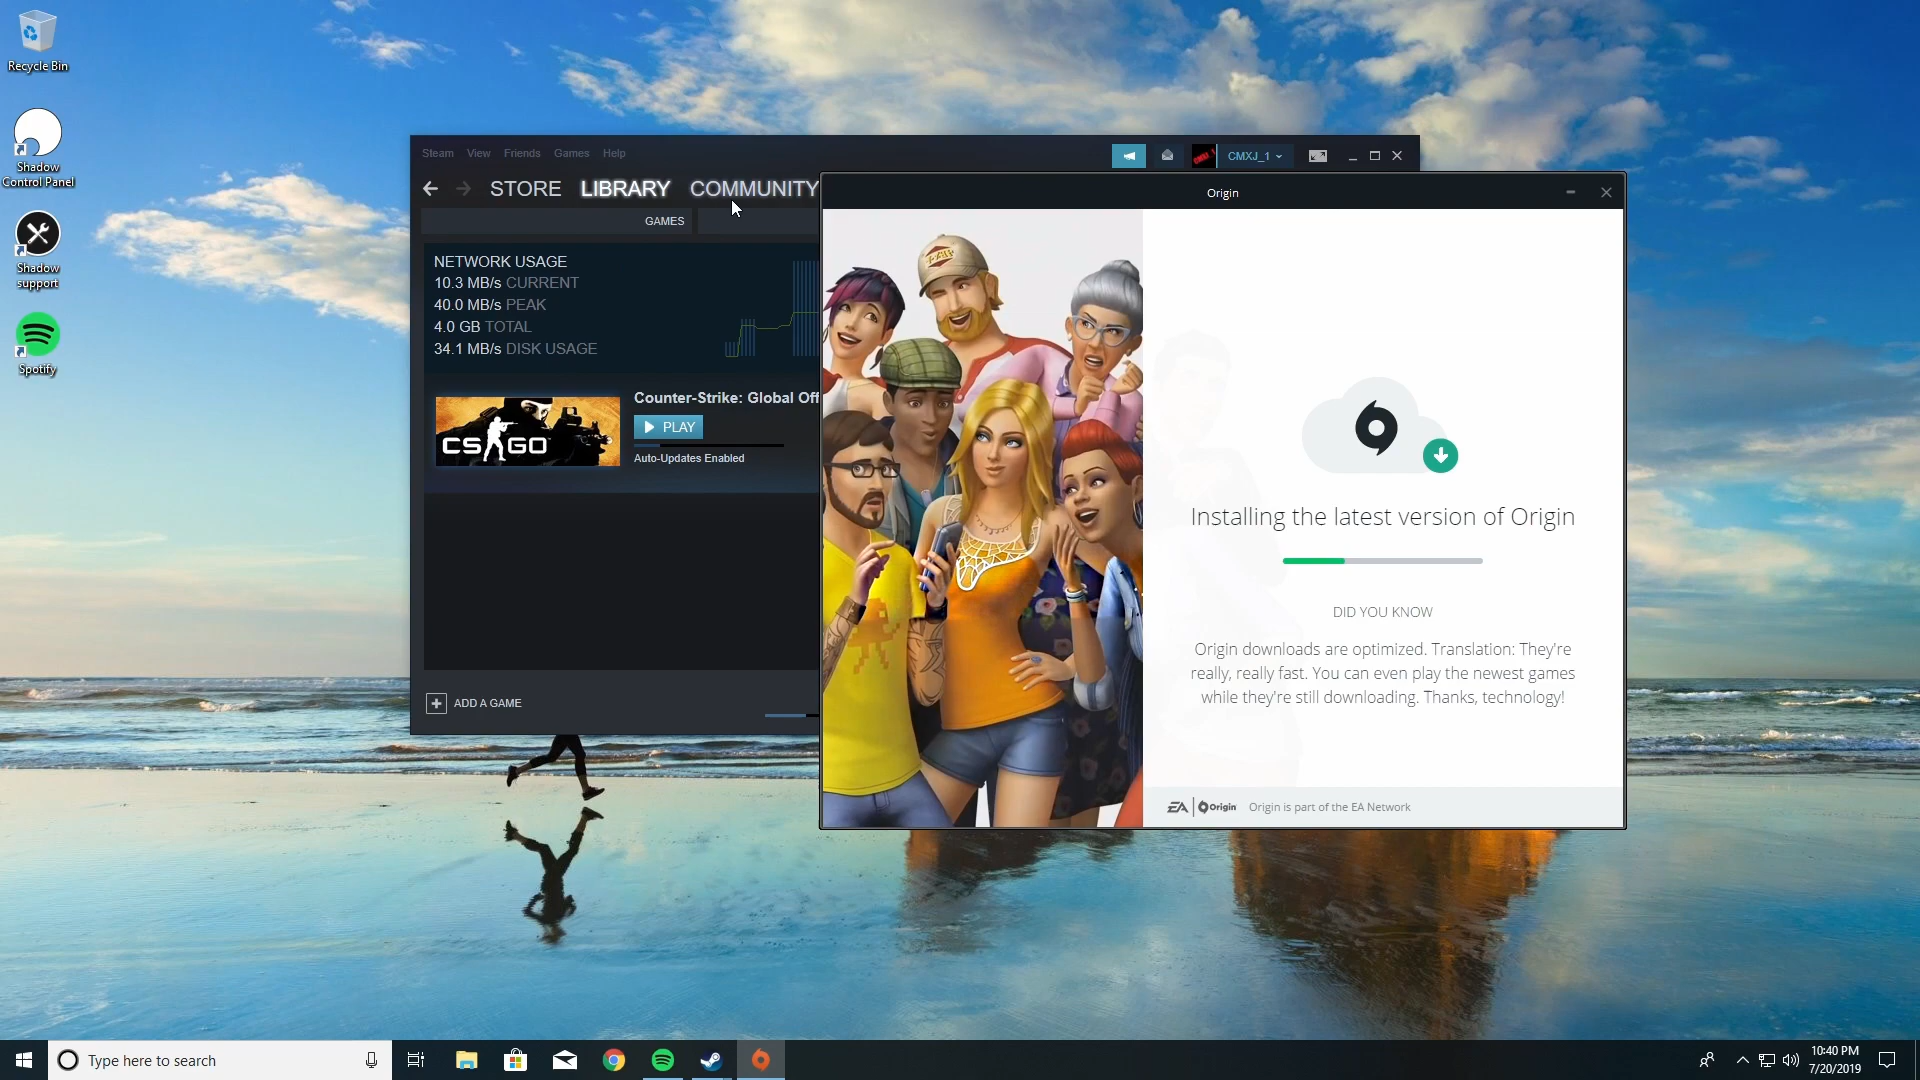 Recycle Bin
Shadow
Control Panel
Shadow
support
Spotify
Steam View Friends Games Help
CMXJ_1
STORE LIBRARY COMMUNITY
GAMES
NETWORK USAGE
10.3 MB/s CURRENT
40.0 MB/s PEAK
4.0 GB TOTAL
34.1 MB/s DISK USAGE
CS GO
Counter-Strike: Global Off
PLAY
Auto-Updates Enabled
ADD A GAME
Origin
Installing the latest version of Origin
DID YOU KNOW
Origin downloads are optimized. Translation: They're
really, really fast. You can even play the newest games
while they're still downloading. Thanks, technology!
EA Origin Origin is part of the EA Network
Type here to search
10:40 PM
7/20/2019